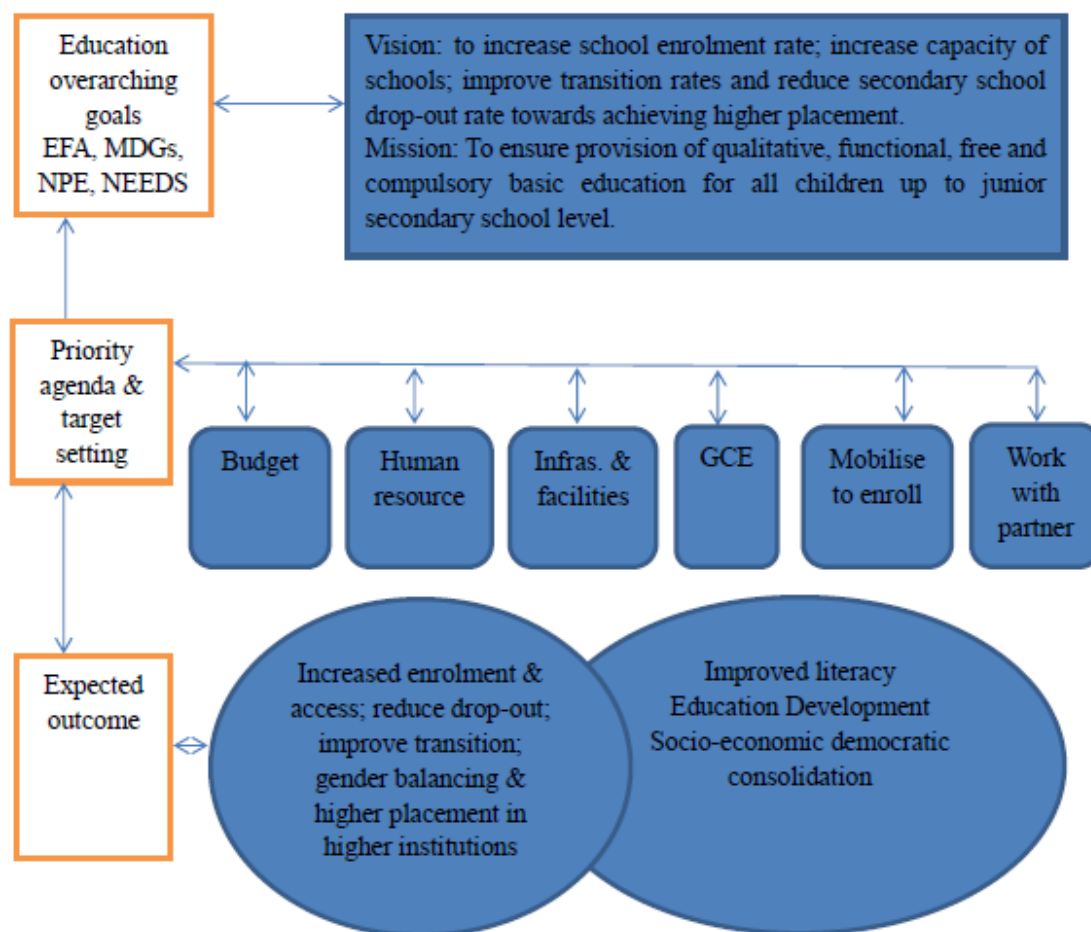 Education
overarching
goals
EFA, MDGs,
NPE, NEEDS
Vision: to increase school enrolment rate; increase capacity of
schools; improve transition rates and reduce secondary school
drop-out rate towards achieving higher placement.
Mission: To ensure provision of qualitative, functional, free and
compulsory basic education for all children up to junior
secondary school level.
Priority
agenda &
target
setting
Budget
Human
resource
Infras. &
facilities
GCE
Mobilise
to enroll
Work
with
partner
Expected
outcome
Increased enrolment &
access; reduce drop-out;
improve transition;
gender balancing &
higher placement in
higher institutions
Improved literacy
Education Development
Socio-economic democratic
consolidation